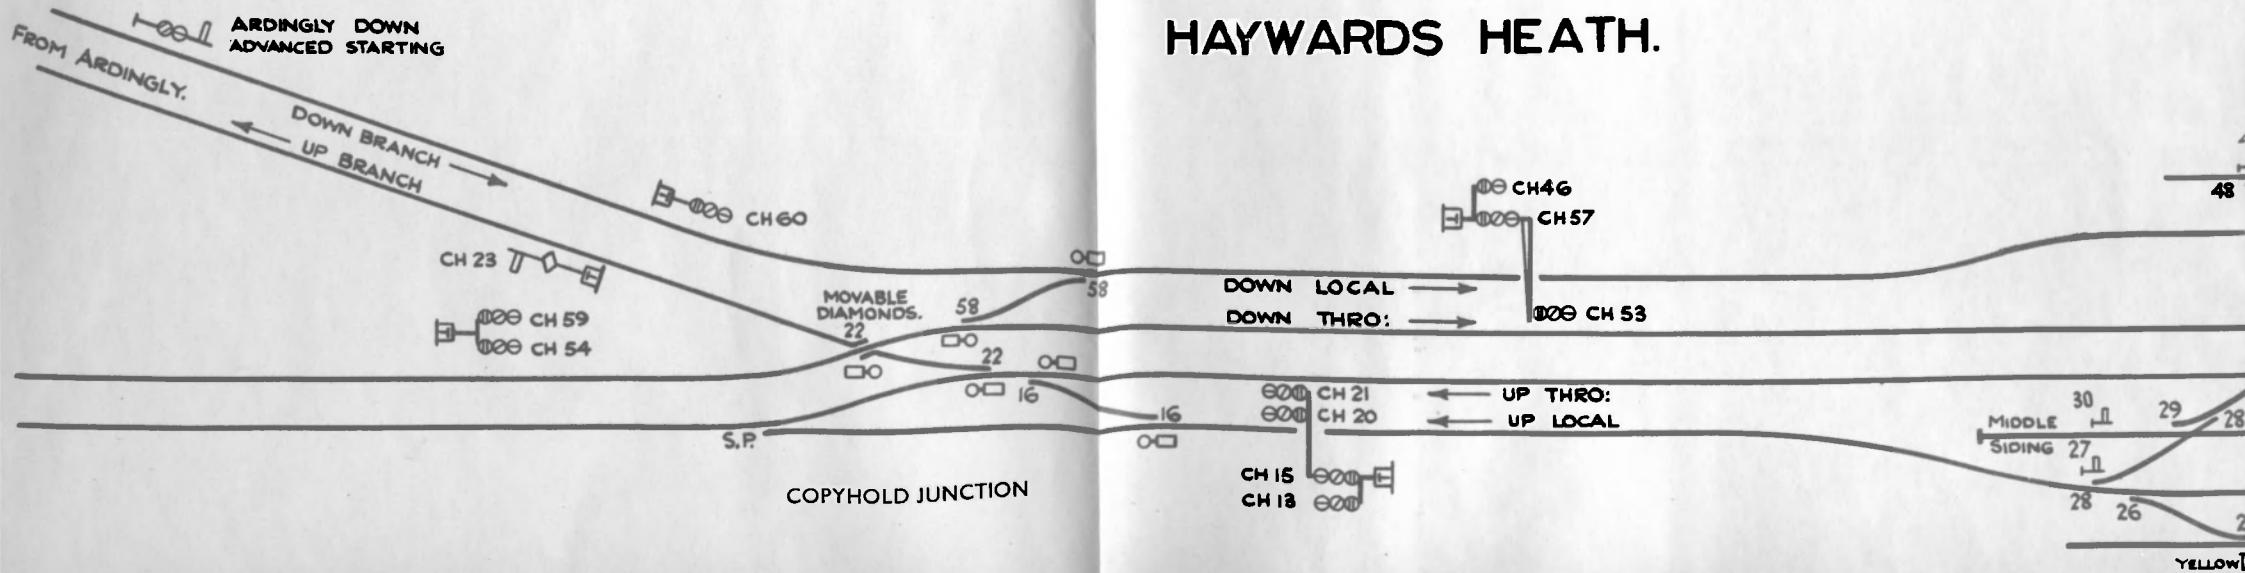 HAYWARDS HEATH.
ARDINGLY DOWN
ADVANCED STARTING
FROM ARDINGLY.
DOWN BRANCH
UP BRANCH
CH 60
CH 23
CH 59
CH 54
MOVABLE
DIAMONDS.
22
58
58
22
16
16
S.P.
COPYHOLD JUNCTION
CH46
CH 57
CH 53
DOWN LOCAL
DOWN THRO:
CH 21
CH 20
UP THRO:
UP LOCAL
CH 15
CH 13
48
MIDDLE
SIDING
30
27
29
28
28
26
YELLOW